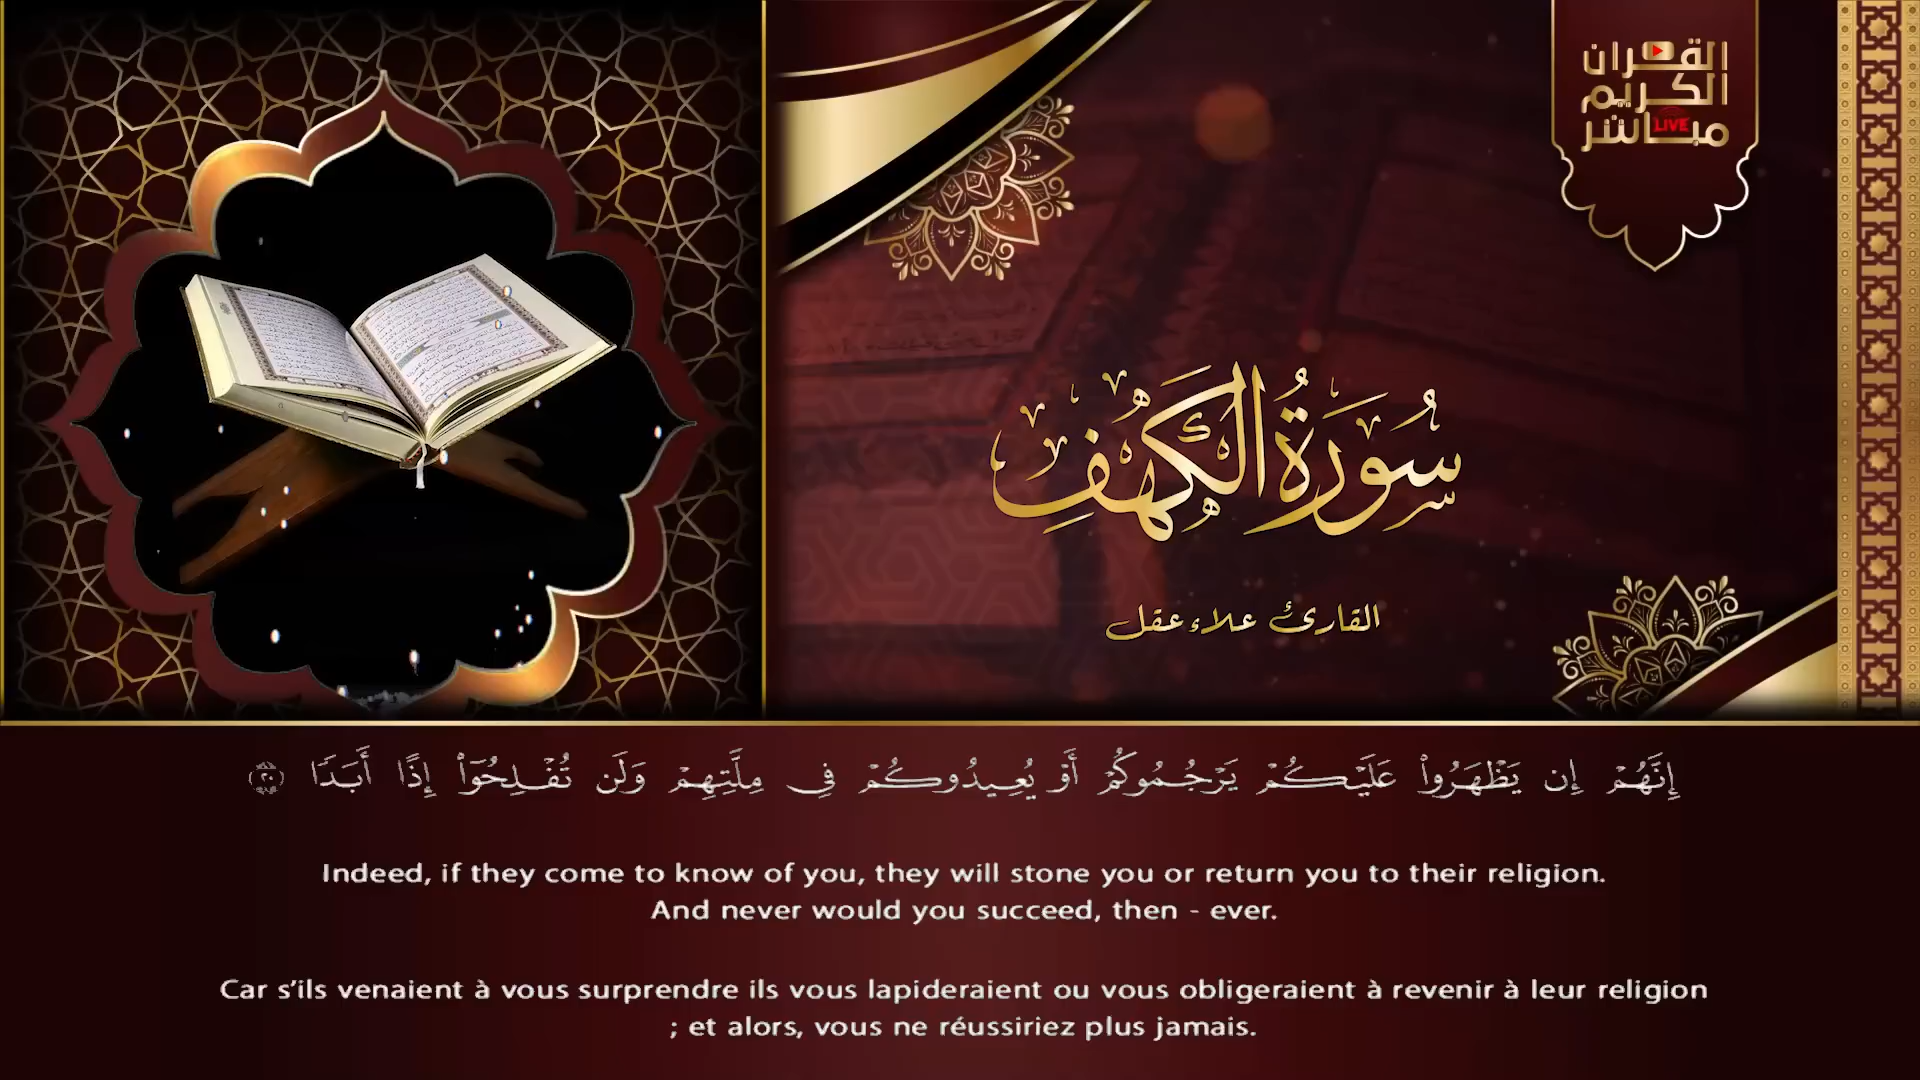 القرآن
الكريم
مباشر
LIVE
سُورَةُ الكَهْفِ
القارئ علاء عقل
إِنَّهُمْ إِن يَظْهَرُوا۟ عَلَيْكُمْ يَرْجُمُوكُمْ أَوْ يُعِيدُوكُمْ فِى مِلَّتِهِمْ وَلَن تُفْلِحُوٓا۟ إِذًا أَبَدًا ٢٠
Indeed, if they come to know of you, they will stone you or return you to their religion.
And never would you succeed, then - ever.
Car s’ils venaient à vous surprendre ils vous lapideraient ou vous obligeraient à revenir à leur religion
; et alors, vous ne réussiriez plus jamais.